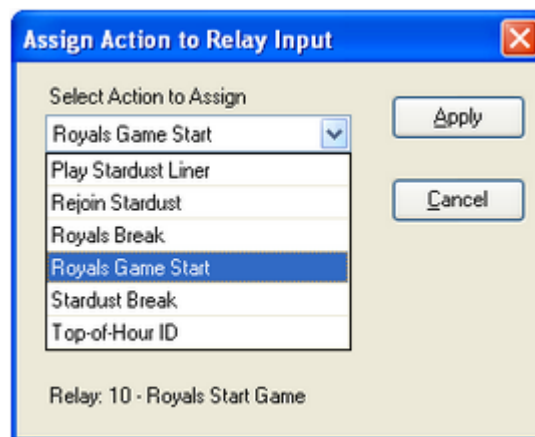 Assign Action to Relay Input
Select Action to Assign
Royals Game Start
Apply
Play Stardust Liner
Rejoin Stardust
Royals Break
Cancel
Royals Game Start
Stardust Break
Top-of-Hour ID
Relay: 10 - Royals Start Game